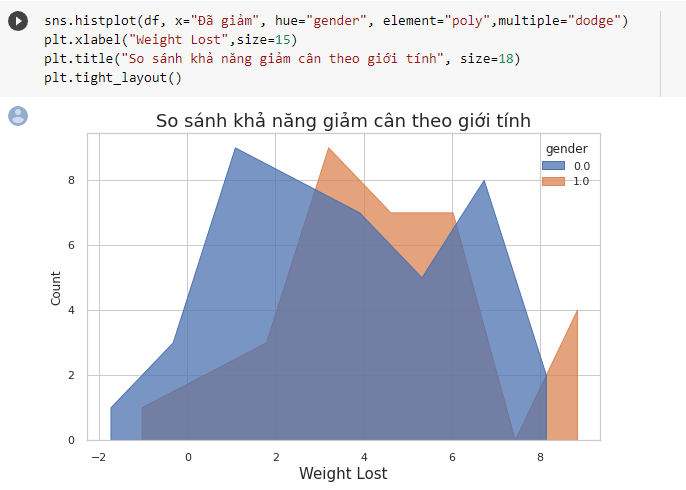 sns.histplot(df, x="Đã giảm", hue="gender", element="poly",multiple="dodge")
plt.xlabel("Weight Lost",size=15)
plt.title("So sánh khả năng giảm cân theo giới tính", size=18)
plt.tight_layout()
So sánh khả năng giảm cân theo giới tính
gender
0.0
1.0
Count
8
6
4
2
0
−2 0 2 4 6 8
Weight Lost